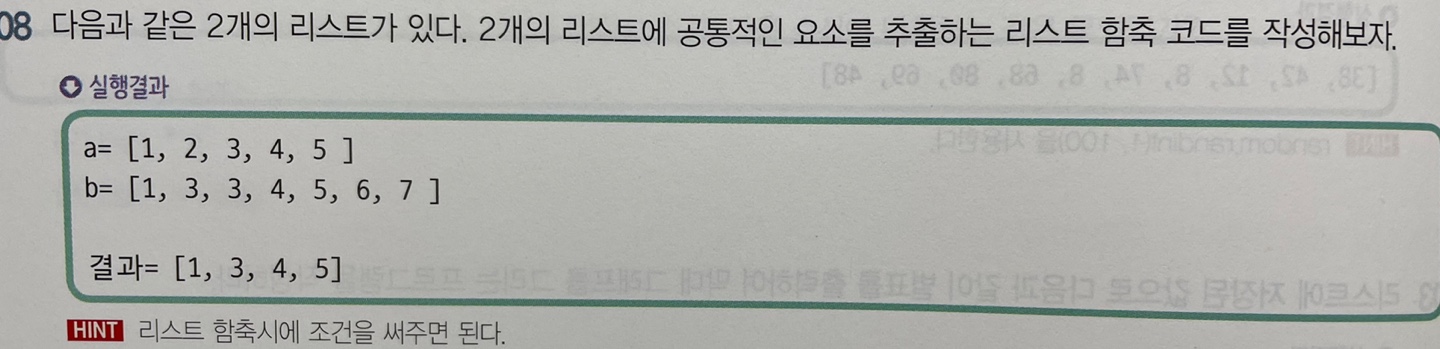 08 다음과 같은 2개의 리스트가 있다. 2개의 리스트에 공통적인 요소를 추출하는 리스트 함축 코드를 작성해보자.
실행결과
a= [1, 2, 3, 4, 5 ]
b= [1, 3, 3, 4, 5, 6, 7 ]
결과= [1, 3, 4, 5]
HINT 리스트 함축시에 조건을 써주면 된다.